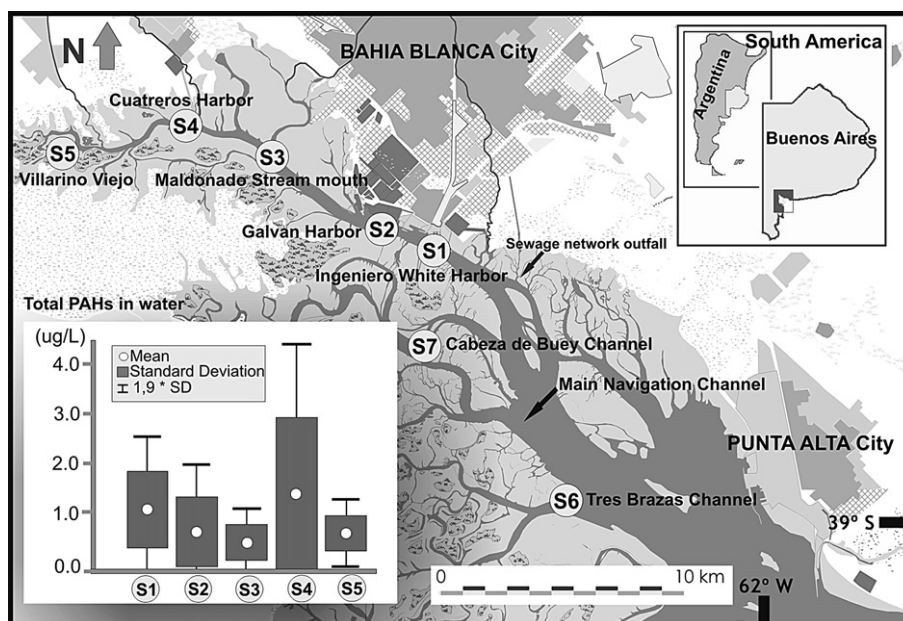 N
BAHIA BLANCA City
South America
Argentina
Buenos Aires
Cuatreros Harbor
S4
S5
Villarino Viejo
S3
Maldonade Stream mouth
Galvan Harbor
S2
S1
Ingeniero White Harbor
Sewage network outfall
S7
Cabeza de Buey Channel
Main Navigation Channel
PUNTA ALTA City
S6
Tres Brazas Channel
39° S
62° W
0 10 km
Total PAHs in water
(ug/L)
Mean
Standard Deviation
1,9 * SD
4.0
3.0
2.0
1.0
0.0
S1 S2 S3 S4 S5